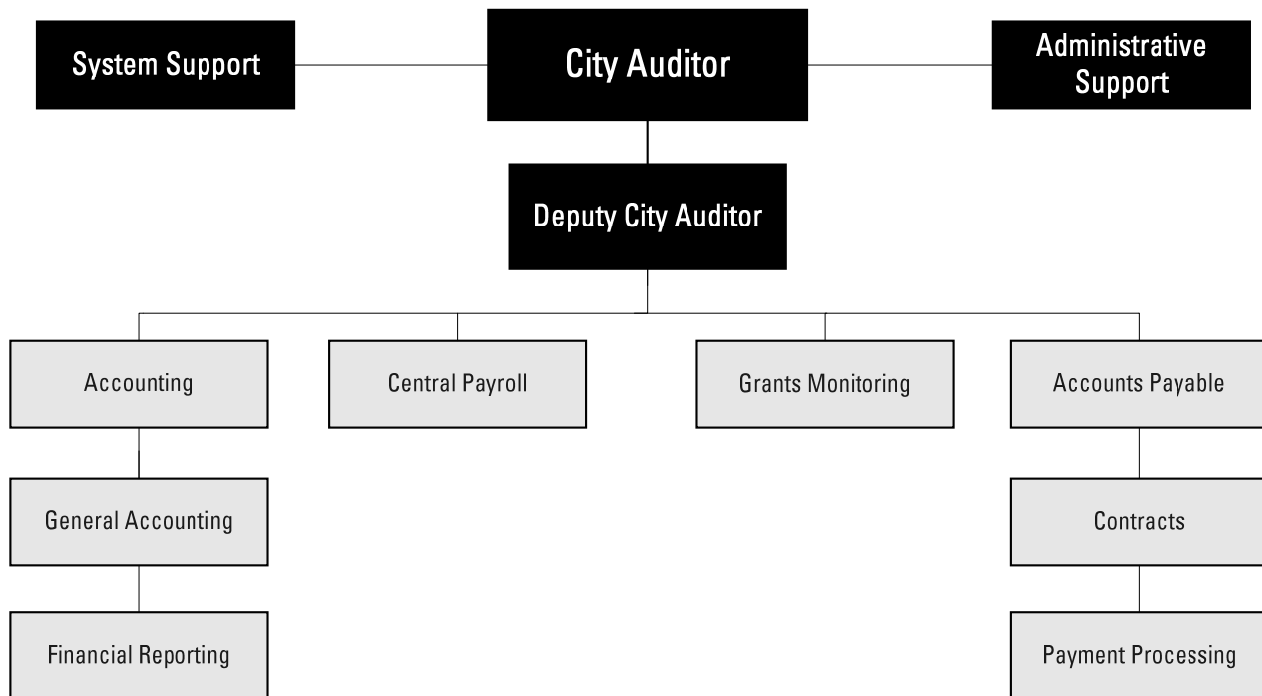 System Support
City Auditor
Administrative
Support
Deputy City Auditor
Accounting
Central Payroll
Grants Monitoring
Accounts Payable
General Accounting
Contracts
Financial Reporting
Payment Processing